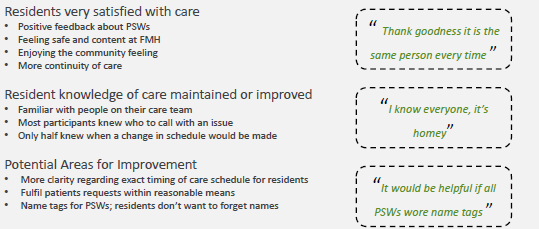 Residents very satisfied with care
• Positive feedback about PSWs
• Feeling safe and content at FMH
• Enjoying the community feeling
• More continuity of care
“ Thank goodness it is the
same person every time”
Resident knowledge of care maintained or improved
• Familiar with people on their care team
• Most participants knew who to call with an issue
• Only half knew when a change in schedule would be made
“I know everyone, it’s
homey”
Potential Areas for Improvement
• More clarity regarding exact timing of care schedule for residents
• Fulfil patients requests within reasonable means
• Name tags for PSWs; residents don’t want to forget names
“It would be helpful if all
PSWs wore name tags”